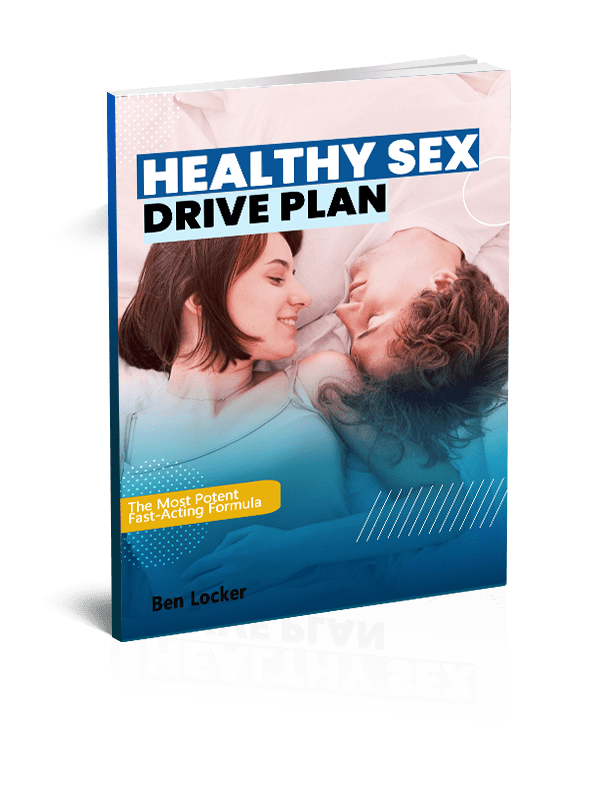 HEALTHY SEX
DRIVE PLAN
The Most Potent
Fast-Acting Formula
Ben Locker